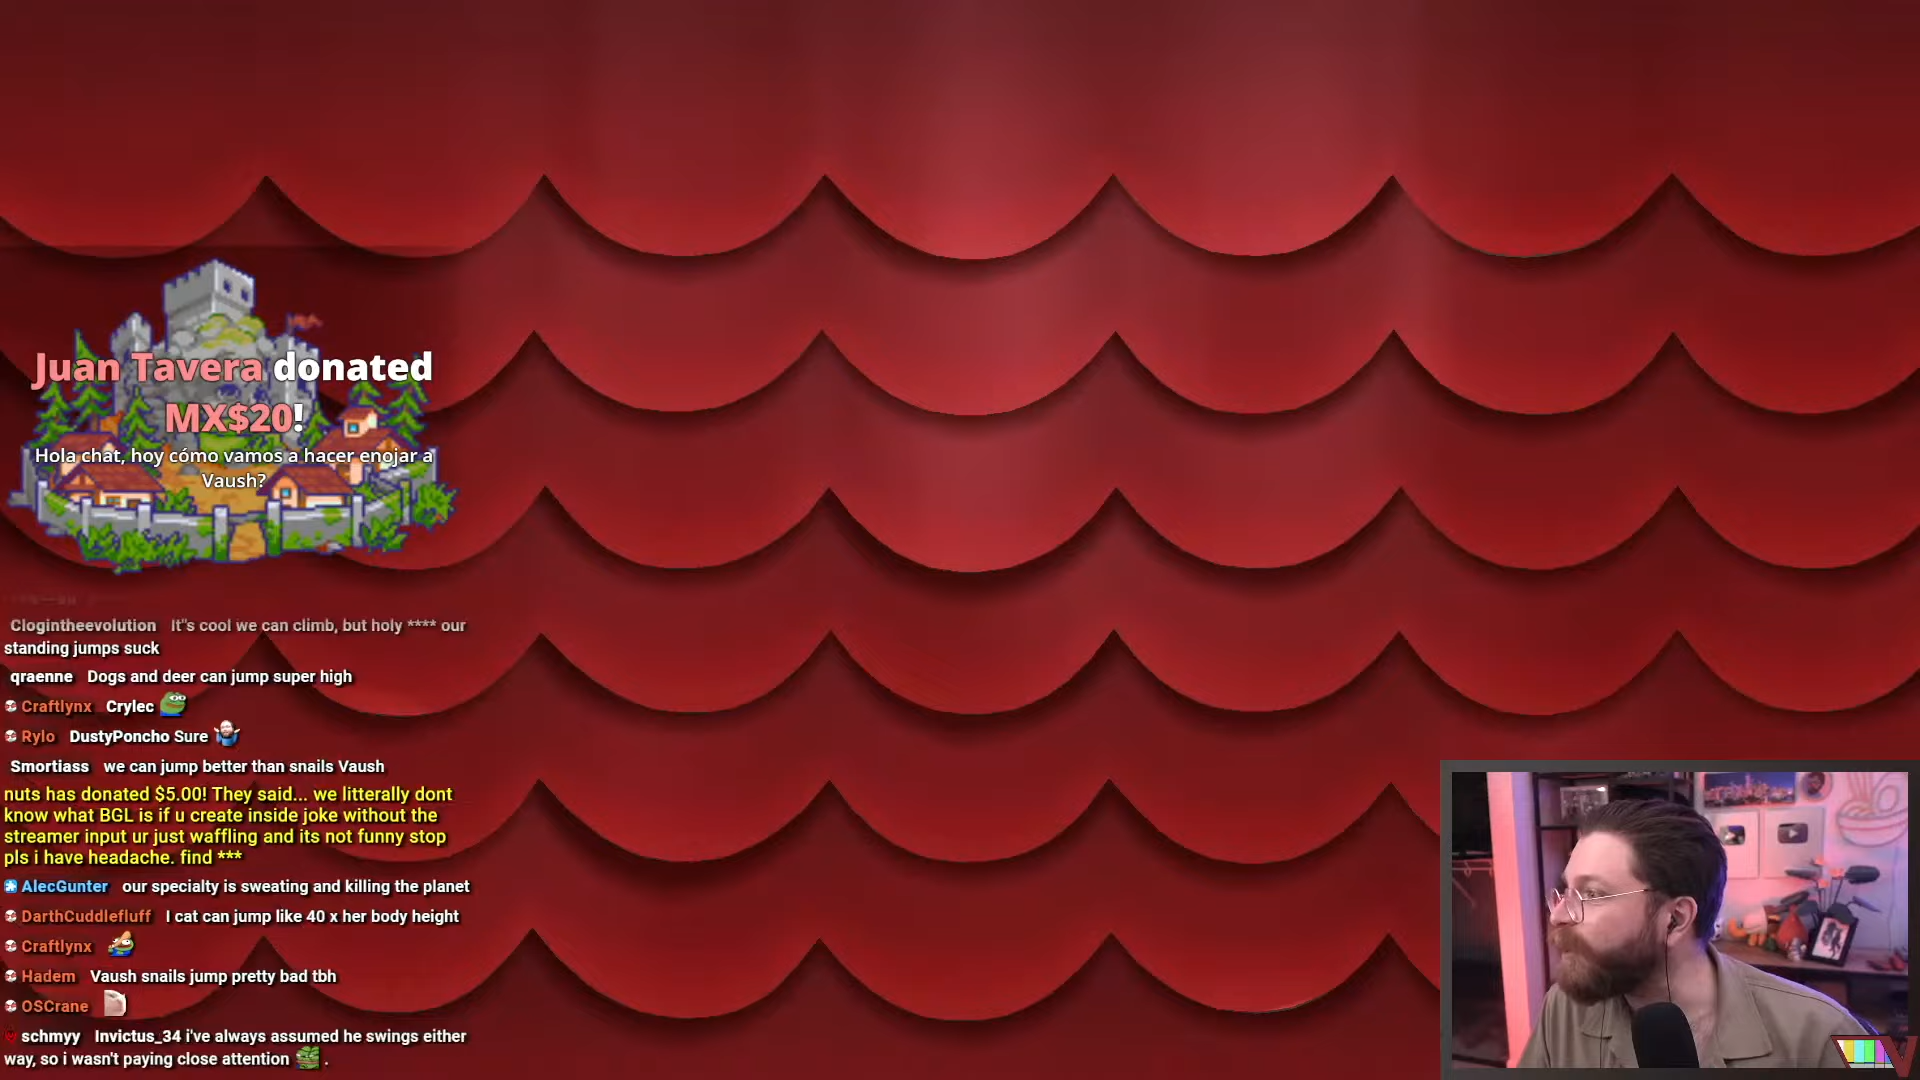 Juan Tavera donated
MX$20!
Hola chat, hoy cómo vamos a hacer enojar a
Vaush?
Clogintheevolution It"s cool we can climb, but holy **** our
standing jumps suck
qraenne Dogs and deer can jump super high
Craftlynx Crylec
Rylo DustyPoncho Sure
Smortiass we can jump better than snails Vaush
nuts has donated $5.00! They said... we litterally dont
know what BGL is if u create inside joke without the
streamer input ur just waffling and its not funny stop
pls i have headache. find ***
AlecGunter our specialty is sweating and killing the planet
DarthCuddlefluff I cat can jump like 40 x her body height
Craftlynx
Hadem Vaush snails jump pretty bad tbh
OSCrane
schmyy Invictus_34 i've always assumed he swings either
way, so i wasn't paying close attention .